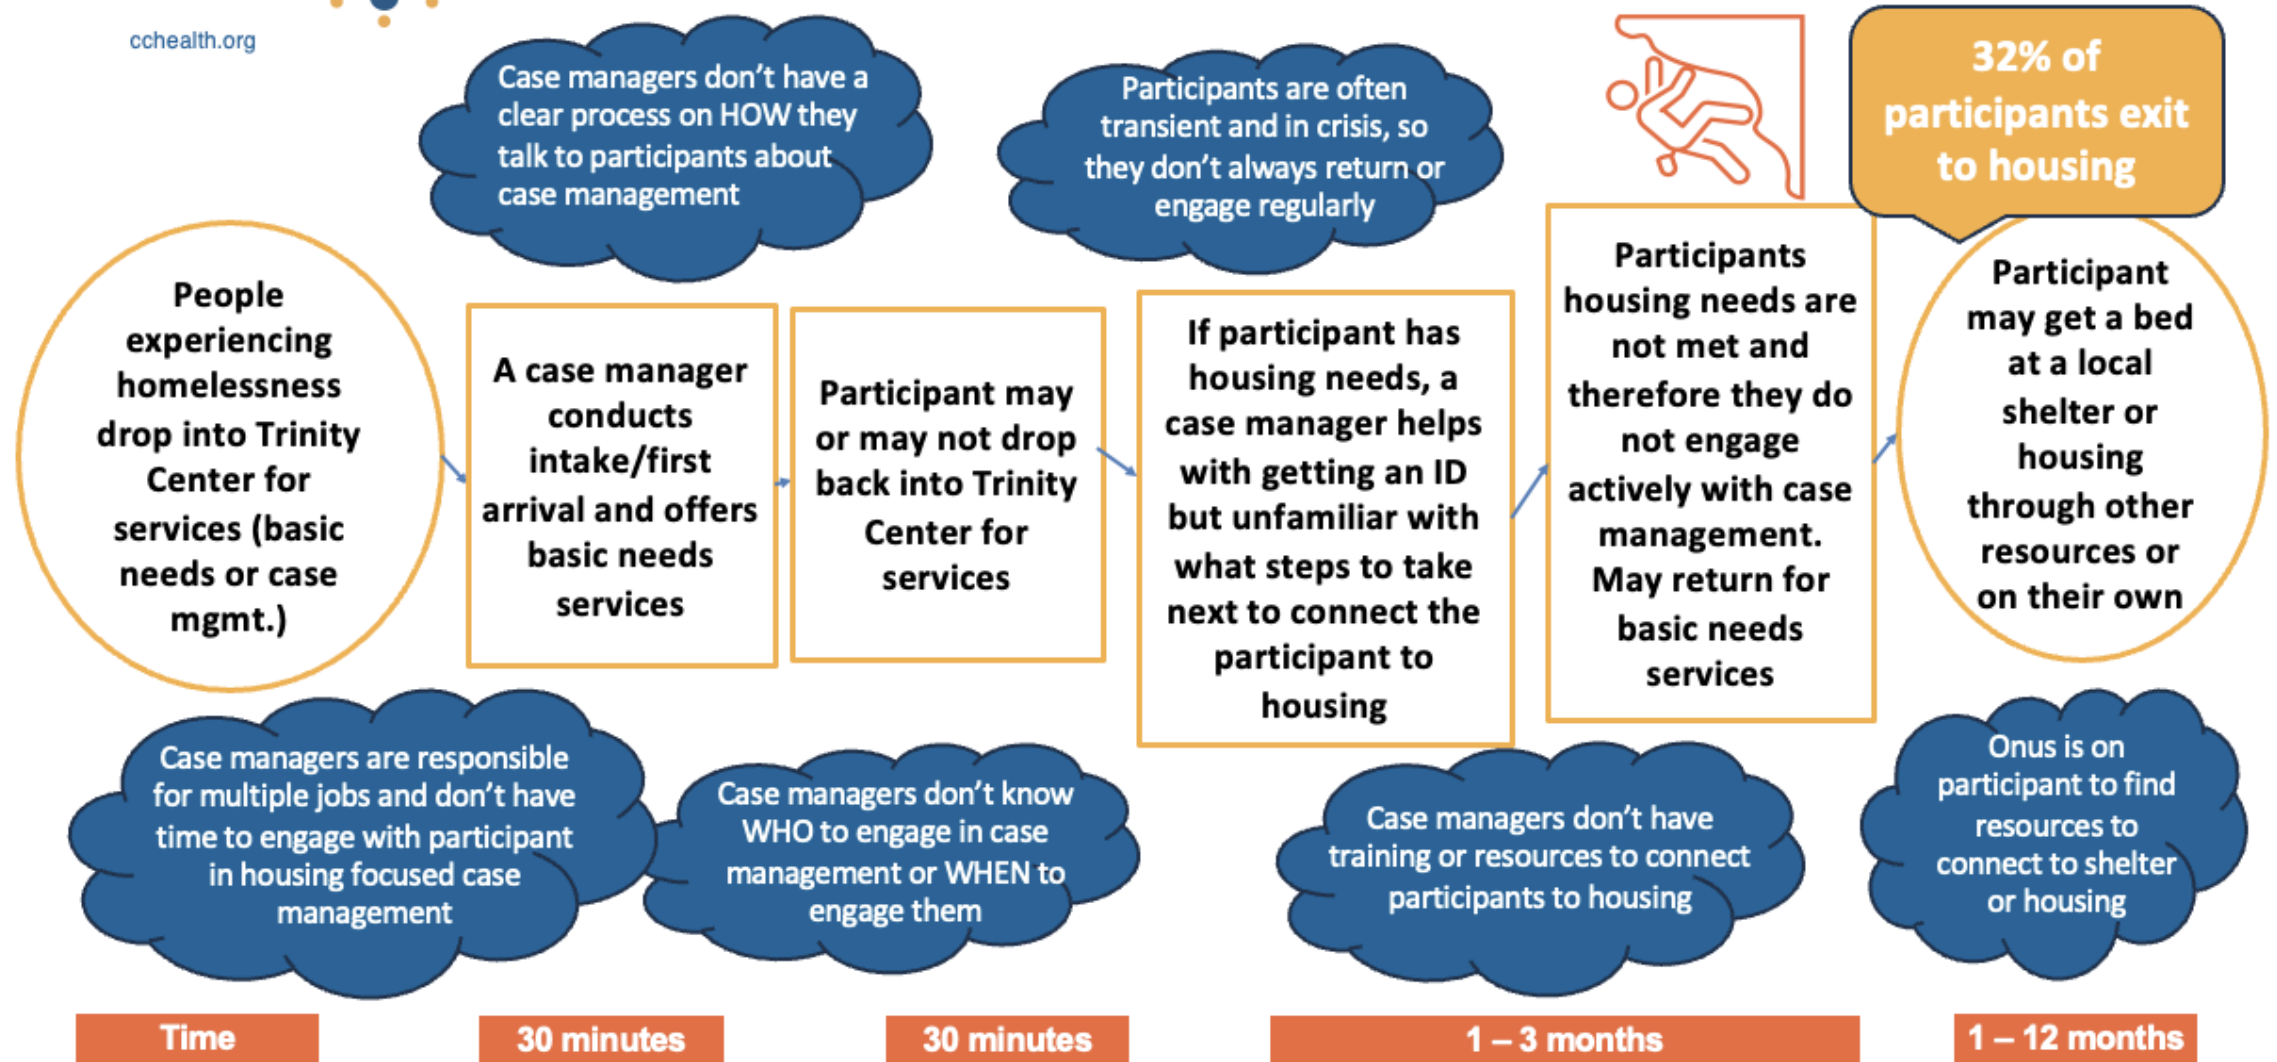 cchealth.org
Case managers don't have a
clear process on HOW they
talk to participants about
case management
Participants are often
transient and in crisis, so
they don't always return or
engage regularly
32% of
participants exit
to housing
People
experiencing
homelessness
drop into Trinity
Center for
services (basic
needs or case
mgmt.)
A case manager
conducts
intake/first
arrival and offers
basic needs
services
Participant may
or may not drop
back into Trinity
Center for
services
If participant has
housing needs, a
case manager helps
with getting an ID
but unfamiliar with
what steps to take
next to connect the
participant to
housing
Participants
housing needs are
not met and
therefore they do
not engage
actively with case
management.
May return for
basic needs
services
Participant
may get a bed
at a local
shelter or
housing
through other
resources or
on their own
Case managers are responsible
for multiple jobs and don't have
time to engage with participant
in housing focused case
management
Case managers don't know
WHO to engage in case
management or WHEN to
engage them
Case managers don't have
training or resources to connect
participants to housing
Onus is on
participant to find
resources to
connect to shelter
or housing
Time
30 minutes
30 minutes
1 – 3 months
1 – 12 months